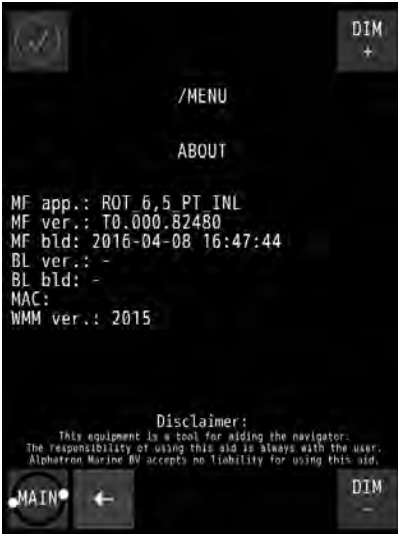 DIM
+
/MENU
ABOUT
MF app.: ROT_6,5_PT_INL
MF ver.: T0.000.82480
MF bld: 2016-04-08 16:47:44
BL ver.: -
BL bld: -
MAC:
WMM ver.: 2015
Disclaimer:
This equipment is a tool for aiding the navigator.
The responsibility of using this aid is always with the user.
Alphatron Marine BV accepts no liability for using this aid.
MAIN
DIM
-